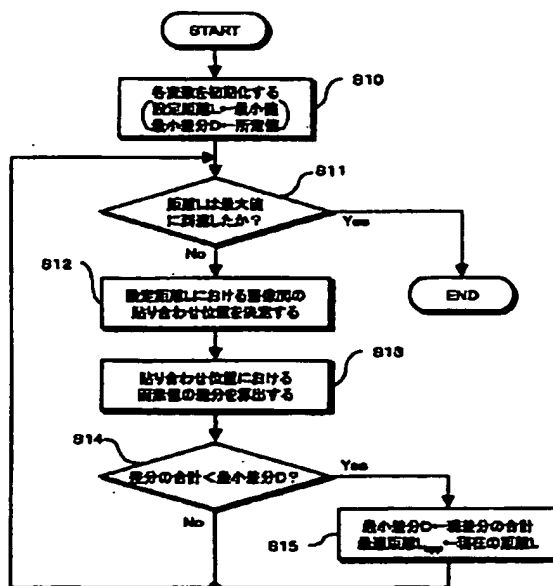 START
S10
各変数を初期化する
設定距離L←最小値
最小差分D←所定値
S11
距離Lは最大値
に到達したか？
Yes
No
END
S12
設定距離Lにおける画像間の
貼り合わせ位置を決定する
S13
貼り合わせ位置における
画素値の差分を算出する
S14
差分の合計＜最小差分D？
Yes
No
S15
最小差分D←現差分の合計
最適距離L ←現在の距離L